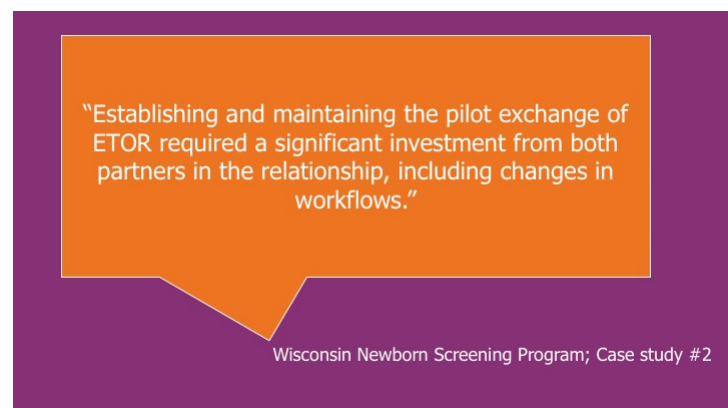 “Establishing and maintaining the pilot exchange of
ETOR required a significant investment from both
partners in the relationship, including changes in
workflows.”
Wisconsin Newborn Screening Program; Case study #2